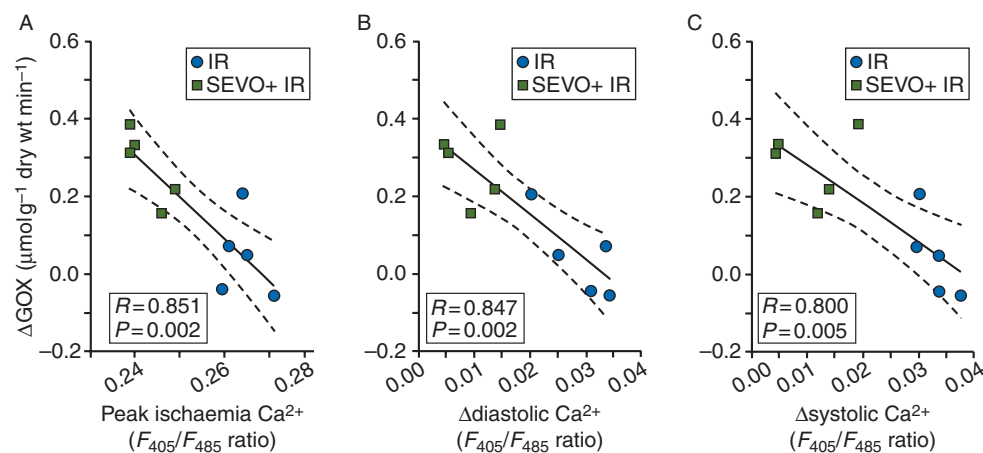 A
0.6
0.4
0.2
0.0
−0.2
ΔGOX (μmol g⁻¹ dry wt min⁻¹)
IR
SEVO+ IR
R=0.851
P=0.002
0.24
0.26
0.28
Peak ischaemia Ca²⁺
(F₄₀₅/F₄₈₅ ratio)
B
0.6
0.4
0.2
0.0
−0.2
IR
SEVO+ IR
R=0.847
P=0.002
0.00
0.01
0.02
0.03
0.04
Δdiastolic Ca²⁺
(F₄₀₅/F₄₈₅ ratio)
C
0.6
0.4
0.2
0.0
−0.2
IR
SEVO+ IR
R=0.800
P=0.005
0.00
0.01
0.02
0.03
0.04
Δsystolic Ca²⁺
(F₄₀₅/F₄₈₅ ratio)